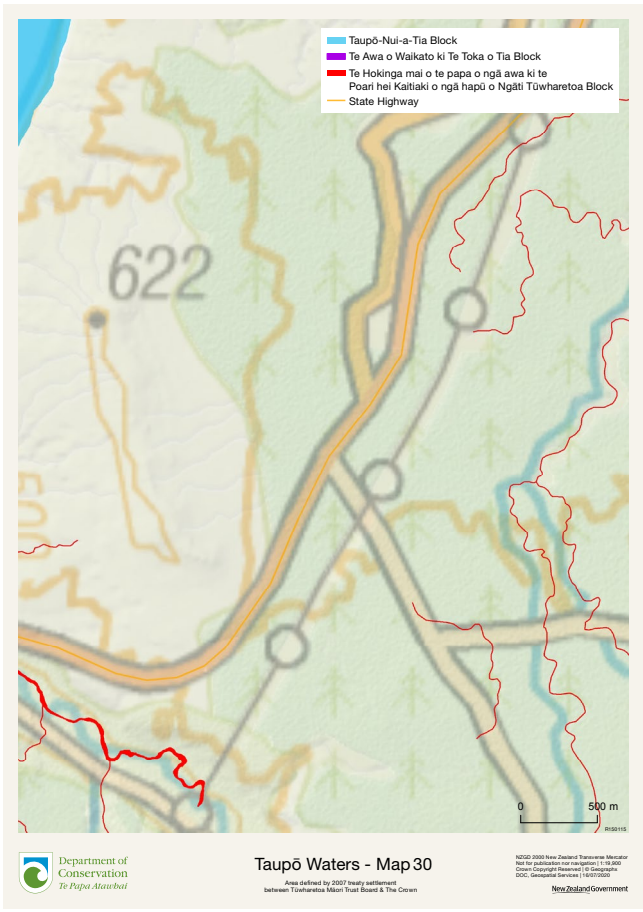 Taupō-Nui-a-Tia Block
Te Awa o Waikato ki Te Toka o Tia Block
Te Hokinga mai o te papa o ngā awa ki te
Poari hei Kaitiaki o ngā hapū o Ngāti Tūwharetoa Block
State Highway
622
500
0 500 m
R150115
Department of
Conservation
Te Papa Atawhai
Taupō Waters - Map 30
Area defined by 2007 treaty settlement
between Tūwharetoa Māori Trust Board & The Crown
NZGD 2000 New Zealand Transverse Mercator
Not for publication nor navigation | 1:19,900
Crown Copyright Reserved | © Geographx
DOC, Geospatial Services | 16/07/2020
New Zealand Government